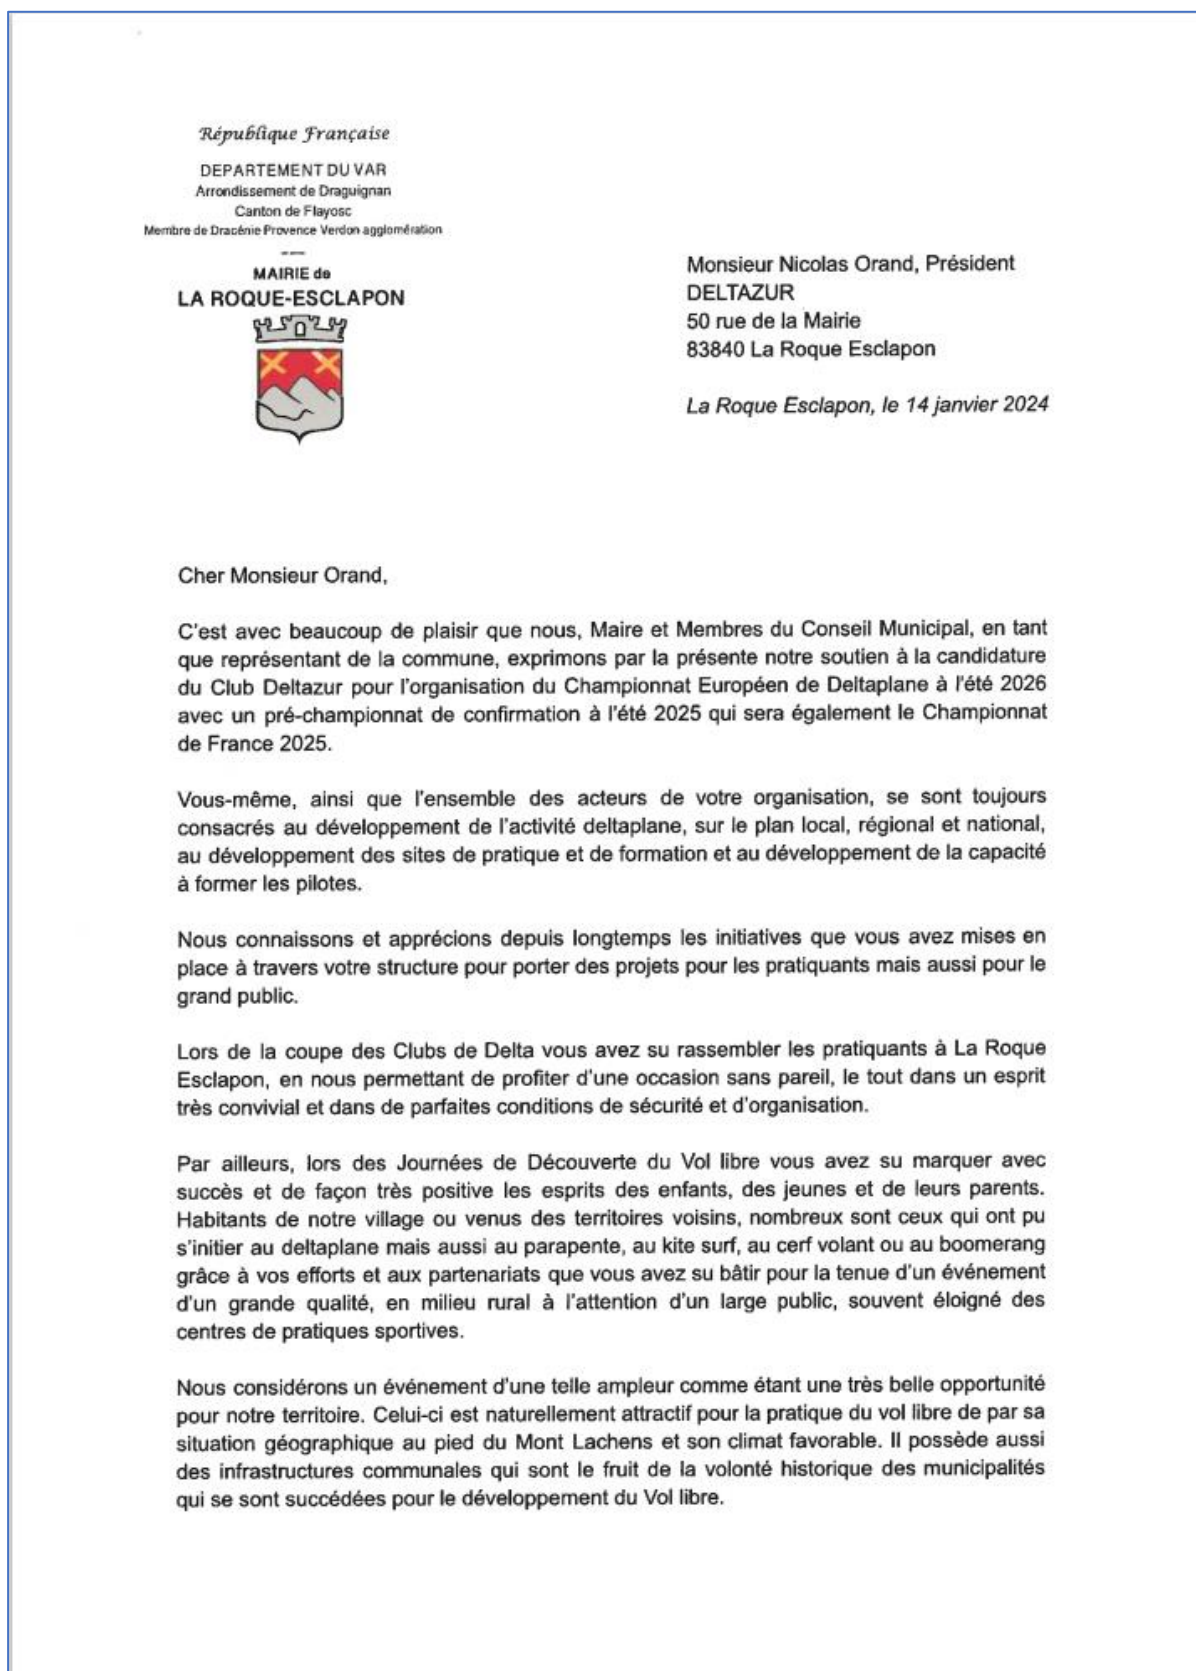 République Française
DEPARTEMENT DU VAR
Arrondissement de Draguignan
Canton de Flayosc
Membre de Dracénie Provence Verdon agglomération
MAIRIE de
LA ROQUE-ESCLAPON
Monsieur Nicolas Orand, Président
DELTAZUR
50 rue de la Mairie
83840 La Roque Esclapon
La Roque Esclapon, le 14 janvier 2024
Cher Monsieur Orand,
C'est avec beaucoup de plaisir que nous, Maire et Membres du Conseil Municipal, en tant
que représentant de la commune, exprimons par la présente notre soutien à la candidature
du Club Deltazur pour l'organisation du Championnat Européen de Deltaplane à l'été 2026
avec un pré-championnat de confirmation à l'été 2025 qui sera également le Championnat
de France 2025.
Vous-même, ainsi que l'ensemble des acteurs de votre organisation, se sont toujours
consacrés au développement de l'activité deltaplane, sur le plan local, régional et national,
au développement des sites de pratique et de formation et au développement de la capacité
à former les pilotes.
Nous connaissons et apprécions depuis longtemps les initiatives que vous avez mises en
place à travers votre structure pour porter des projets pour les pratiquants mais aussi pour le
grand public.
Lors de la coupe des Clubs de Delta vous avez su rassembler les pratiquants à La Roque
Esclapon, en nous permettant de profiter d'une occasion sans pareil, le tout dans un esprit
très convivial et dans de parfaites conditions de sécurité et d'organisation.
Par ailleurs, lors des Journées de Découverte du Vol libre vous avez su marquer avec
succès et de façon très positive les esprits des enfants, des jeunes et de leurs parents.
Habitants de notre village ou venus des territoires voisins, nombreux sont ceux qui ont pu
s'initier au deltaplane mais aussi au parapente, au kite surf, au cerf volant ou au boomerang
grâce à vos efforts et aux partenariats que vous avez su bâtir pour la tenue d'un événement
d'un grande qualité, en milieu rural à l'attention d'un large public, souvent éloigné des
centres de pratiques sportives.
Nous considérons un événement d'une telle ampleur comme étant une très belle opportunité
pour notre territoire. Celui-ci est naturellement attractif pour la pratique du vol libre de par sa
situation géographique au pied du Mont Lachens et son climat favorable. Il possède aussi
des infrastructures communales qui sont le fruit de la volonté historique des municipalités
qui se sont succédées pour le développement du Vol libre.